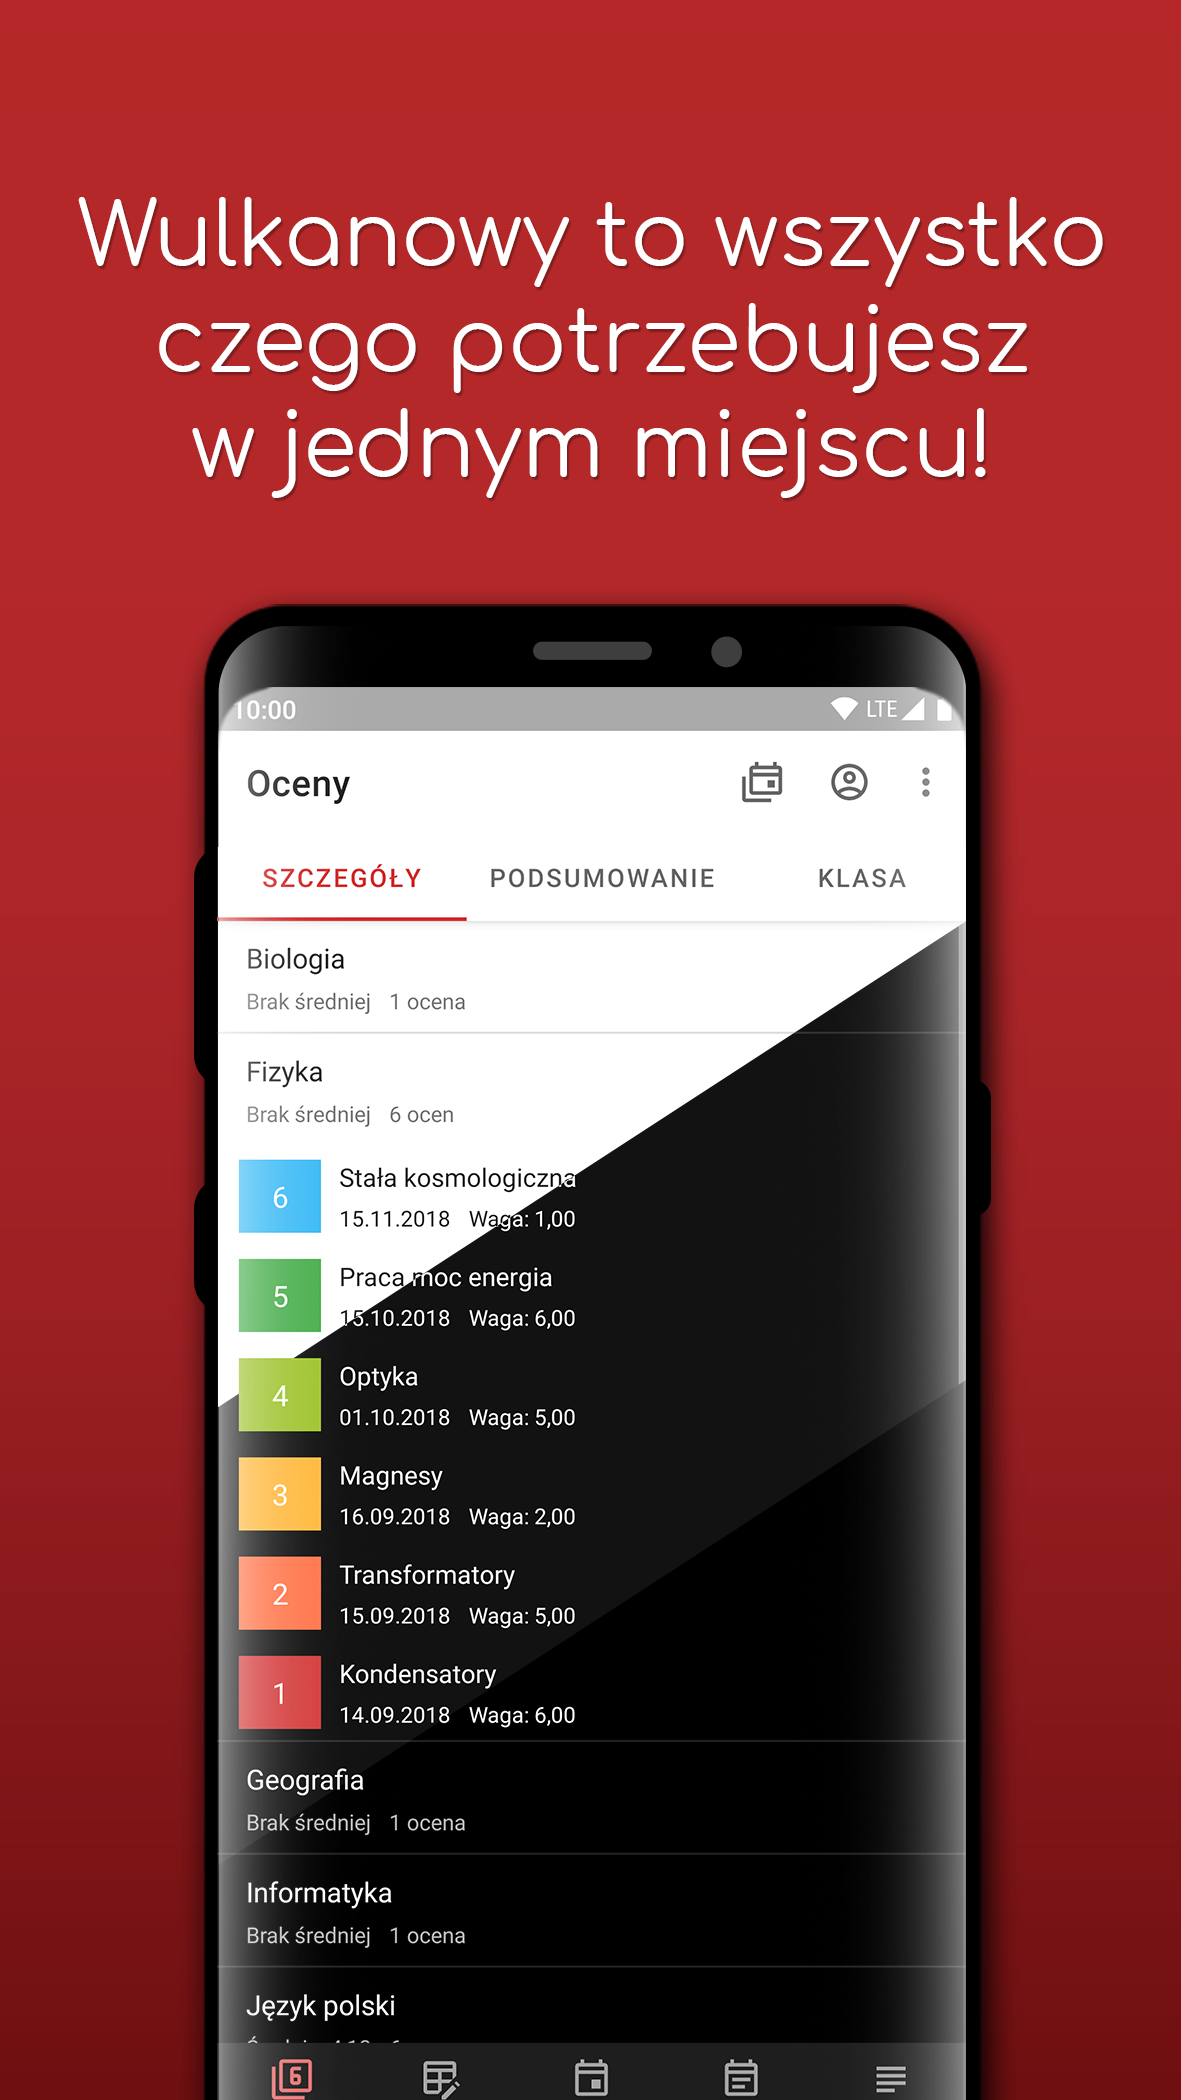 Wulkanowy to wszystko
czego potrzebujesz
w jednym miejscu!
10:00 LTE
Oceny
SZCZEGÓŁY PODSUMOWANIE KLASA
Biologia
Brak średniej 1 ocena
Fizyka
Brak średniej 6 ocen
6 Stała kosmologiczna
15.11.2018 Waga: 1,00
5 Praca moc energia
15.10.2018 Waga: 6,00
4 Optyka
01.10.2018 Waga: 5,00
3 Magnesy
16.09.2018 Waga: 2,00
2 Transformatory
15.09.2018 Waga: 5,00
1 Kondensatory
14.09.2018 Waga: 6,00
Geografia
Brak średniej 1 ocena
Informatyka
Brak średniej 1 ocena
Język polski
6